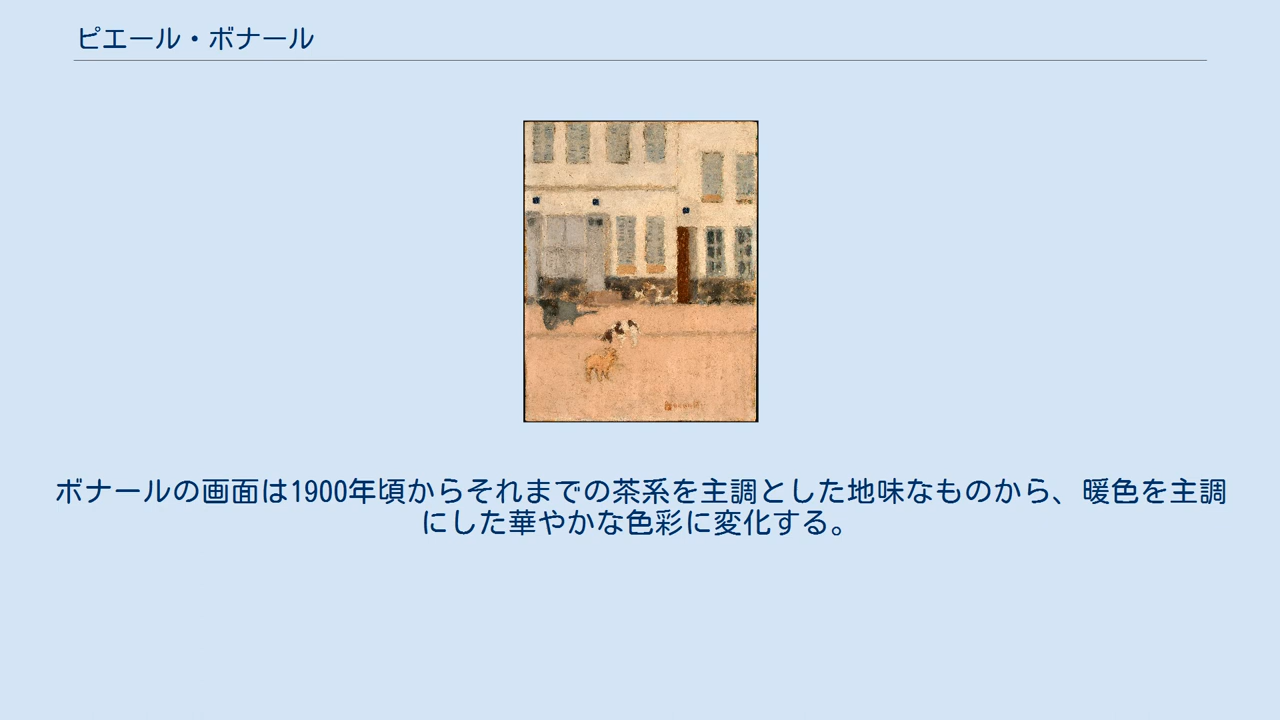 ピエール・ボナール
ボナールの画面は1900年頃からそれまでの茶系を主調とした地味なものから、暖色を主調
にした華やかな色彩に変化する。